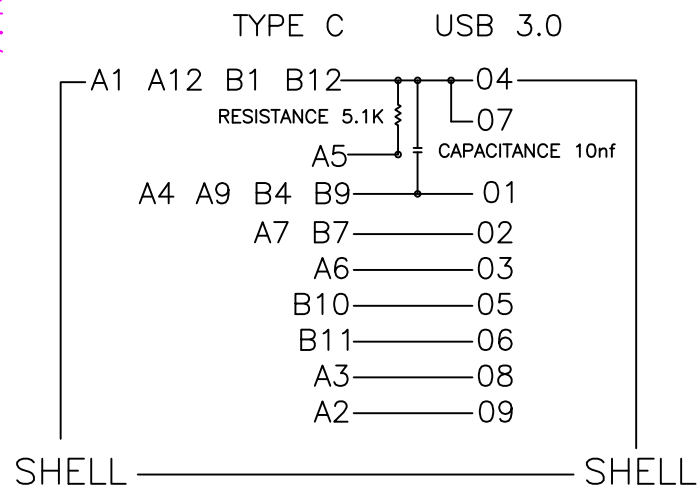 TYPE C USB 3.0
A1 A12 B1 B12 04
RESISTANCE 5.1K 07
A5 CAPACITANCE 10nf
A4 A9 B4 B9 01
A7 B7 02
A6 03
B10 05
B11 06
A3 08
A2 09
SHELL SHELL